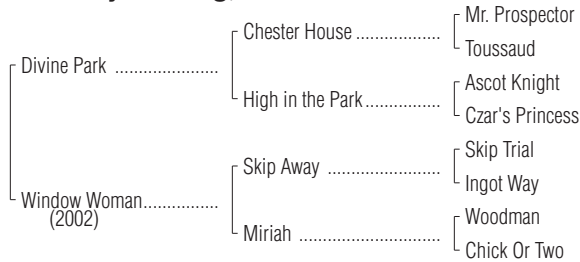 Mr. Prospector
Chester House ..................
Toussaud
Divine Park ......................
Ascot Knight
High in the Park................
Czar's Princess
Skip Trial
Skip Away .....................
Ingot Way
Window Woman................
(2002)
Woodman
Miriah ..............................
Chick Or Two